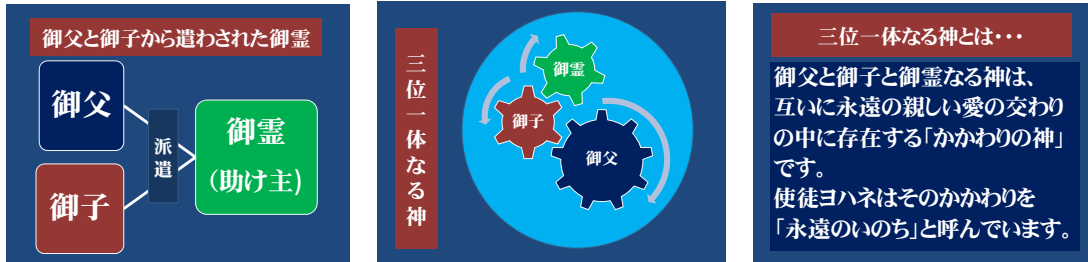 御父と御子から遣わされた御霊
御父
派遣
御霊
(助け主)
御子
三位一体なる神
御霊
御子
御父
三位一体なる神とは・・・
御父と御子と御霊なる神は、
互いに永遠の親しい愛の交わり
の中に存在する「かかわりの神」
です。
使徒ヨハネはそのかかわりを
「永遠のいのち」と呼んでいます。